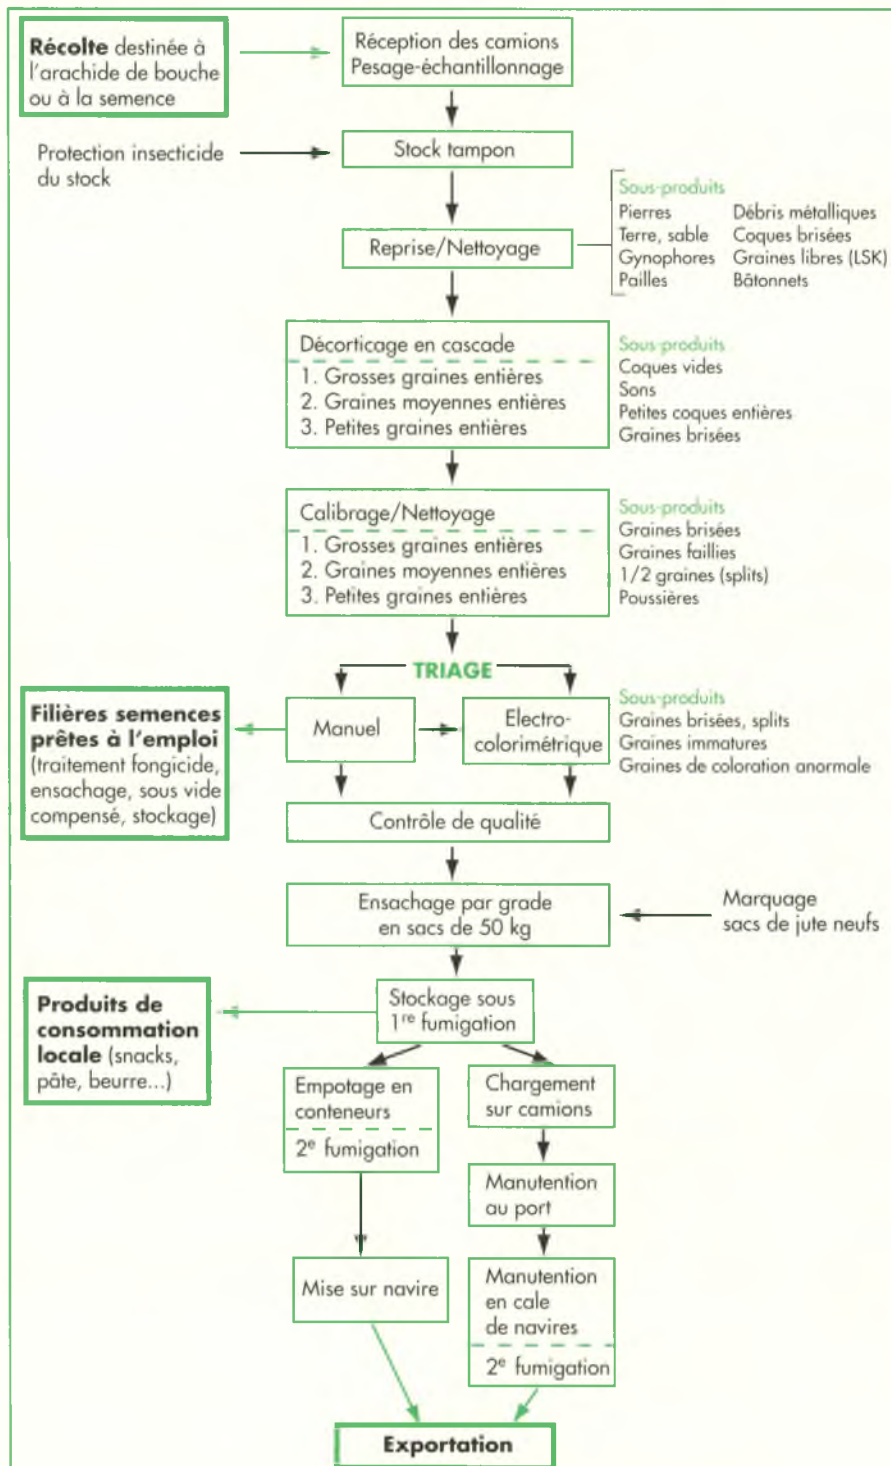 Récolte destinée à
l'arachide de bouche
ou à la semence
Réception des camions
Pesage-échantillonnage
Protection insecticide
du stock
Stock tampon
Reprise/Nettoyage
Sous-produits
Pierres
Terre, sable
Gynophores
Pailles
Débris métalliques
Coques brisées
Graines libres (LSK)
Bâtonnets
Décorticage en cascade
1. Grosses graines entières
2. Graines moyennes entières
3. Petites graines entières
Sous-produits
Coques vides
Sons
Petites coques entières
Graines brisées
Calibrage/Nettoyage
1. Grosses graines entières
2. Graines moyennes entières
3. Petites graines entières
Sous-produits
Graines brisées
Graines faillies
1/2 graines (splits)
Poussières
TRIAGE
Filières semences
prêtes à l'emploi
(traitement fongicide,
ensachage, sous vide
compensé, stockage)
Manuel
Electro-
colorimétrique
Sous-produits
Graines brisées, splits
Graines immatures
Graines de coloration anormale
Contrôle de qualité
Ensachage par grade
en sacs de 50 kg
Marquage
sacs de jute neufs
Produits de
consommation
locale (snacks,
pâte, beurre...)
Stockage sous
1re fumigation
Empotage en
conteneurs
2e fumigation
Chargement
sur camions
Manutention
au port
Mise sur navire
Manutention
en cale
de navires
2e fumigation
Exportation